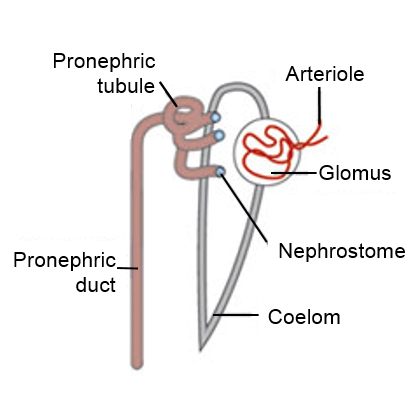 Pronephric
tubule
Arteriole
Glomus
Nephrostome
Pronephric
duct
Coelom